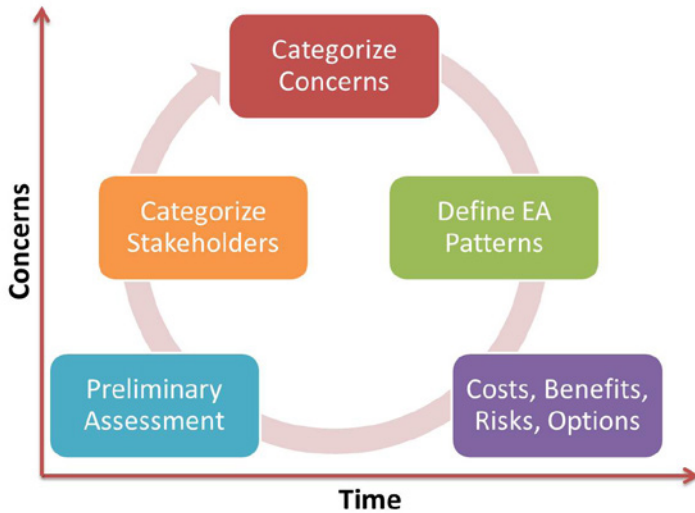 Categorize
Concerns
Categorize
Stakeholders
Define EA
Patterns
Preliminary
Assessment
Costs, Benefits,
Risks, Options
Concerns
Time